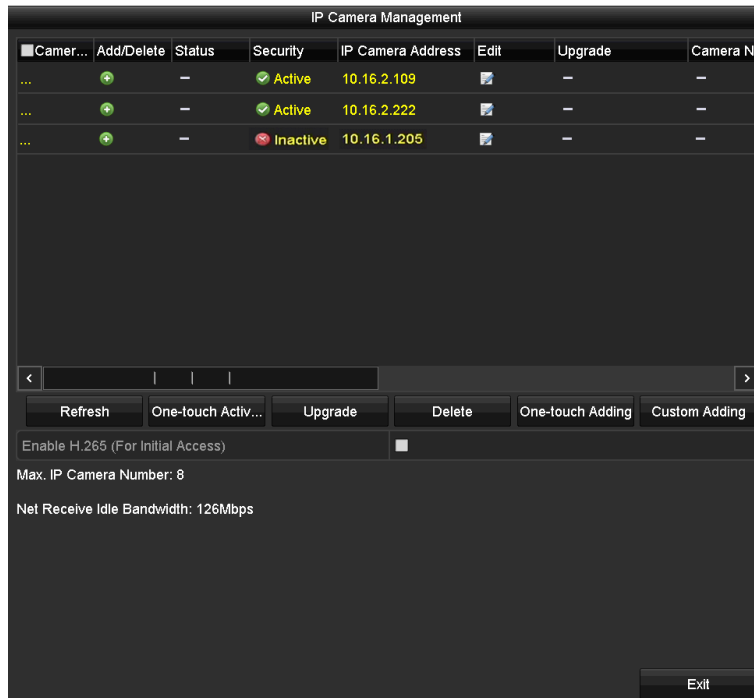 IP Camera Management
Camer... Add/Delete Status Security IP Camera Address Edit Upgrade Camera N
... – Active 10.16.2.109 – –
... – Active 10.16.2.222 – –
... – Inactive 10.16.1.205 – –
Refresh One-touch Activ... Upgrade Delete One-touch Adding Custom Adding
Enable H.265 (For Initial Access)
Max. IP Camera Number: 8
Net Receive Idle Bandwidth: 126Mbps
Exit